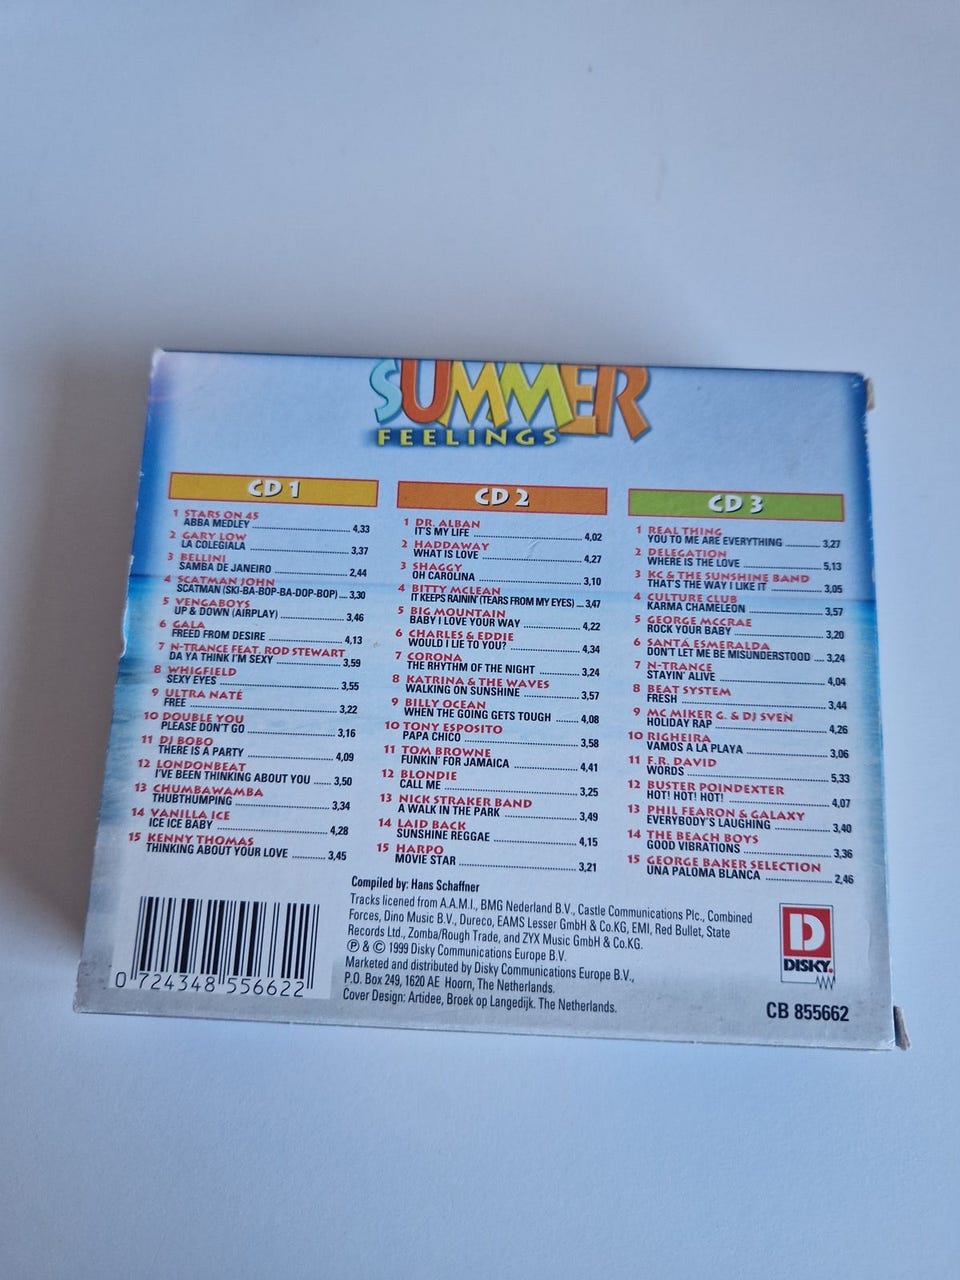 SUMMER
FEELINGS
CD 1
1 STARS ON 45
ABBA MEDLEY 4,33
2 GARY LOW
LA COLEGIALA 3,37
3 BELLINI
SAMBA DE JANEIRO 2,44
4 SCATMAN JOHN
SCATMAN (SKI-BA-BOP-BA-DOP-BOP) 3,30
5 VENGABOYS
UP & DOWN (AIRPLAY) 3,46
6 GALA
FREED FROM DESIRE 4,13
7 N-TRANCE FEAT. ROD STEWART
DA YA THINK I'M SEXY 3,59
8 WHIGFIELD
SEXY EYES 3,55
9 ULTRA NATÉ
FREE 3,22
10 DOUBLE YOU
PLEASE DON'T GO 3,16
11 DJ BOBO
THERE IS A PARTY 4,09
12 LONDONBEAT
I'VE BEEN THINKING ABOUT YOU 3,50
13 CHUMBAWAMBA
THUBTHUMPING 3,34
14 VANILLA ICE
ICE ICE BABY 4,28
15 KENNY THOMAS
THINKING ABOUT YOUR LOVE 3,45
CD 2
1 DR. ALBAN
IT'S MY LIFE 4,02
2 HADDAWAY
WHAT IS LOVE 4,27
3 SHAGGY
OH CAROLINA 3,10
4 BITTY MCLEAN
IT KEEPS RAININ' (TEARS FROM MY EYES) 3,47
5 BIG MOUNTAIN
BABY I LOVE YOUR WAY 4,22
6 CHARLES & EDDIE
WOULD I LIE TO YOU? 4,34
7 CORONA
THE RHYTHM OF THE NIGHT 3,24
8 KATRINA & THE WAVES
WALKING ON SUNSHINE 3,57
9 BILLY OCEAN
WHEN THE GOING GETS TOUGH 4,08
10 TONY ESPOSITO
PAPA CHICO 3,58
11 TOM BROWNE
FUNKIN' FOR JAMAICA 4,41
12 BLONDIE
CALL ME 3,25
13 NICK STRAKER BAND
A WALK IN THE PARK 3,49
14 LAID BACK
SUNSHINE REGGAE 4,15
15 HARPO
MOVIE STAR 3,21
CD 3
1 REAL THING
YOU TO ME ARE EVERYTHING 3,27
2 DELEGATION
WHERE IS THE LOVE 5,13
3 KC & THE SUNSHINE BAND
THAT'S THE WAY I LIKE IT 3,05
4 CULTURE CLUB
KARMA CHAMELEON 3,57
5 GEORGE MCCRAE
ROCK YOUR BABY 3,20
6 SANTA ESMERALDA
DON'T LET ME BE MISUNDERSTOOD 3,24
7 N-TRANCE
STAYIN' ALIVE 4,04
8 BEAT SYSTEM
FRESH 3,44
9 MC MIKER G. & DJ SVEN
HOLIDAY RAP 4,26
10 RIGHEIRA
VAMOS A LA PLAYA 3,06
11 F.R. DAVID
WORDS 5,33
12 BUSTER POINDEXTER
HOT! HOT! HOT! 4,07
13 PHIL FEARON & GALAXY
EVERYBODY'S LAUGHING 3,40
14 THE BEACH BOYS
GOOD VIBRATIONS 3,36
15 GEORGE BAKER SELECTION
UNA PALOMA BLANCA 2,46
Compiled by: Hans Schaffner
Tracks licened from A.A.M.I., BMG Nederland B.V., Castle Communications Plc., Combined
Forces, Dino Music B.V., Dureco, EAMS Lesser GmbH & Co.KG, EMI, Red Bullet, State
Records Ltd., Zomba/Rough Trade, and ZYX Music GmbH & Co.KG.
℗ & © 1999 Disky Communications Europe B.V.
Marketed and distributed by Disky Communications Europe B.V.,
P.O. Box 249, 1620 AE Hoorn, The Netherlands.
Cover Design: Artidee, Broek op Langedijk. The Netherlands.
0 724348 556622
D
DISKY.
CB 855662